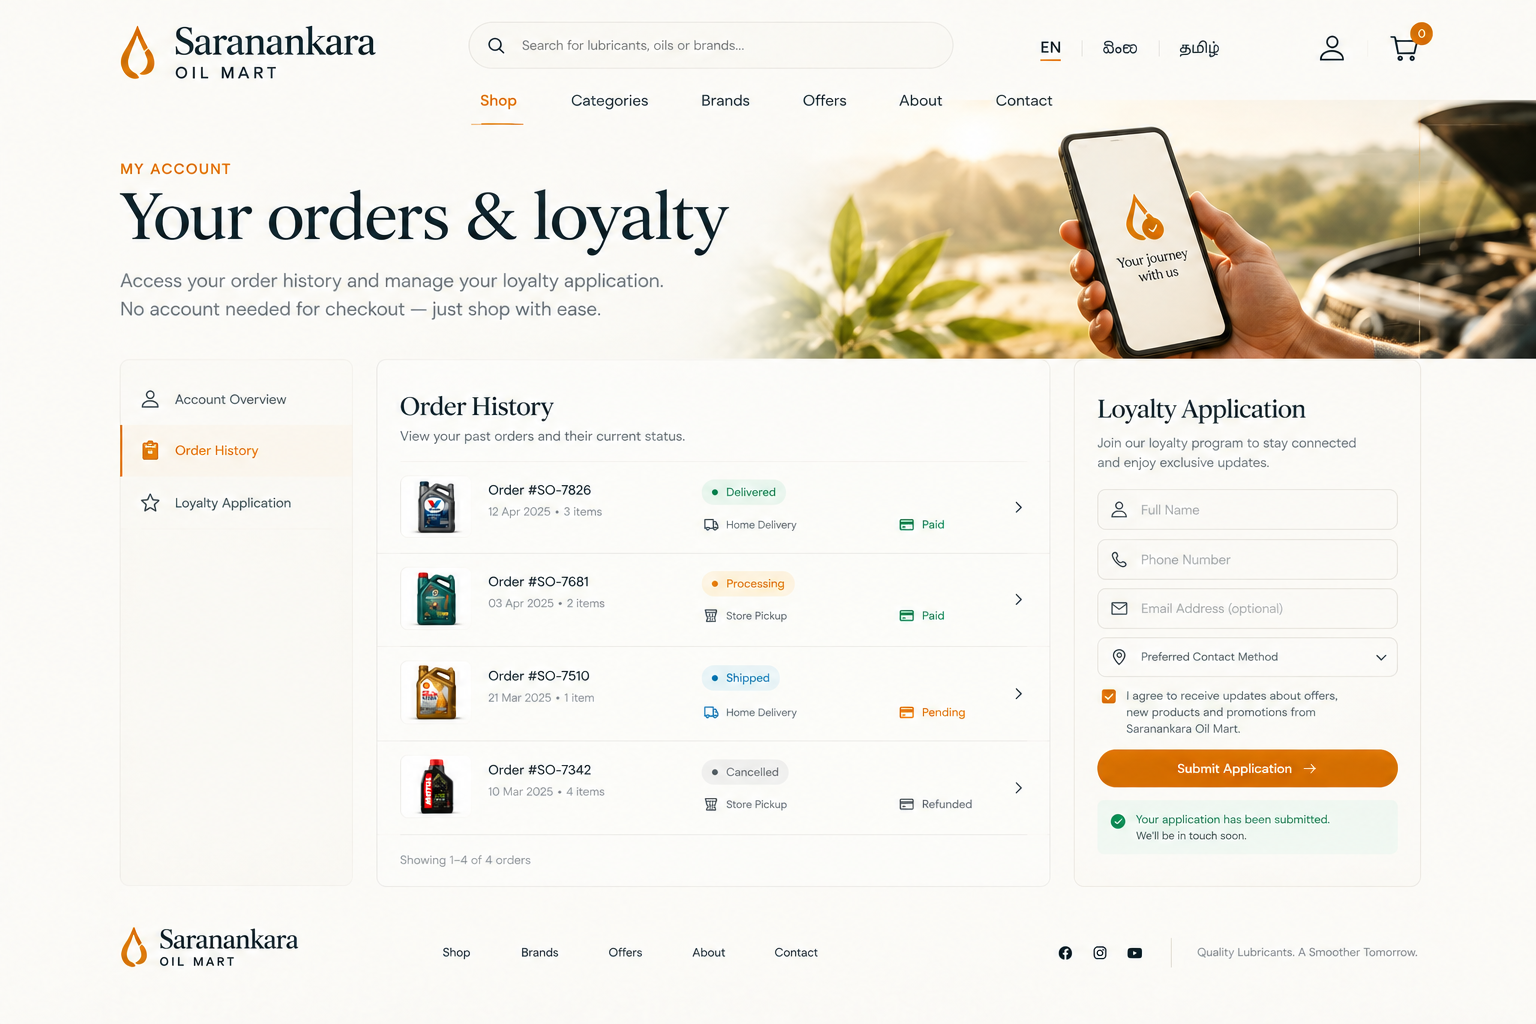 Saranankara
OIL MART
Search for lubricants, oils or brands...
EN
தமிழ்
0
Shop
Categories
Brands
Offers
About
Contact
MY ACCOUNT
Your orders & loyalty
Access your order history and manage your loyalty application.
No account needed for checkout — just shop with ease.
Your journey
with us
Account Overview
Order History
Loyalty Application
Order History
View your past orders and their current status.
Order #SO-7826
12 Apr 2025 • 3 items
Delivered
Home Delivery
Paid
Order #SO-7681
03 Apr 2025 • 2 items
Processing
Store Pickup
Paid
Order #SO-7510
21 Mar 2025 • 1 item
Shipped
Home Delivery
Pending
Order #SO-7342
10 Mar 2025 • 4 items
Cancelled
Store Pickup
Refunded
Showing 1–4 of 4 orders
Loyalty Application
Join our loyalty program to stay connected
and enjoy exclusive updates.
Full Name
Phone Number
Email Address (optional)
Preferred Contact Method
I agree to receive updates about offers,
new products and promotions from
Saranankara Oil Mart.
Submit Application
Your application has been submitted.
We'll be in touch soon.
Saranankara
OIL MART
Shop
Brands
Offers
About
Contact
Quality Lubricants. A Smoother Tomorrow.